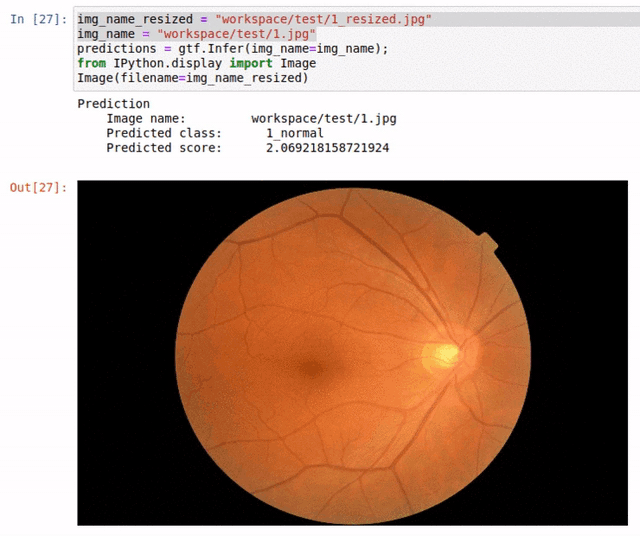 In [27]: img_name_resized = "workspace/test/1_resized.jpg"
img_name = "workspace/test/1.jpg"
predictions = gtf.Infer(img_name=img_name);
from IPython.display import Image
Image(filename=img_name_resized)
Prediction
Image name: workspace/test/1.jpg
Predicted class: 1_normal
Predicted score: 2.069218158721924
Out[27]: